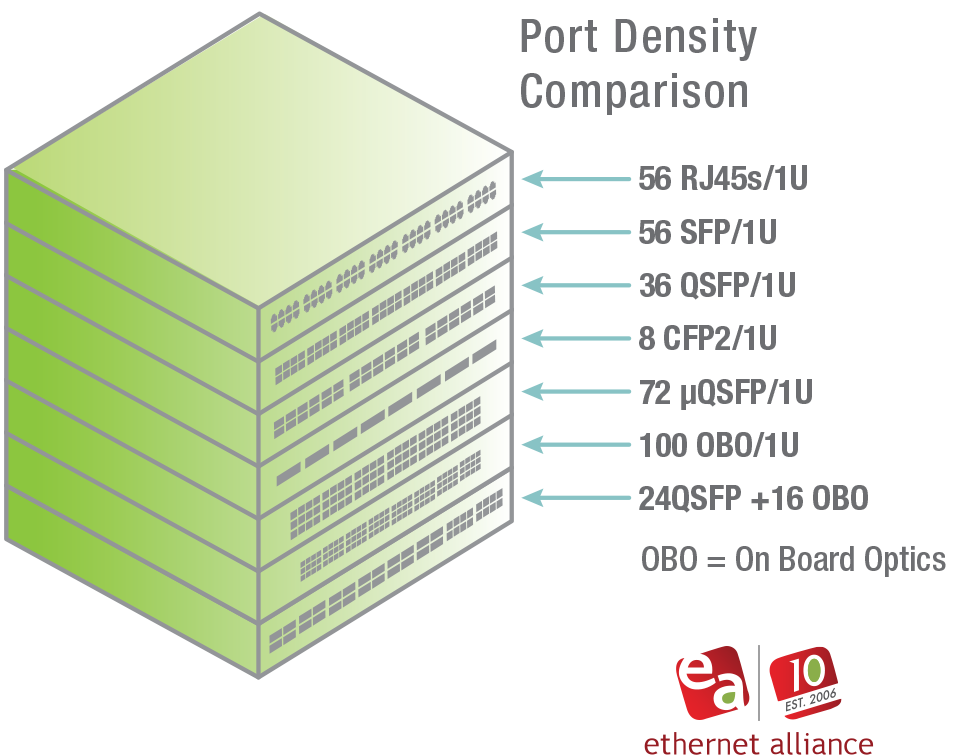 Port Density
Comparison
56 RJ45s/1U
56 SFP/1U
36 QSFP/1U
8 CFP2/1U
72 µQSFP/1U
100 OBO/1U
24QSFP +16 OBO
OBO = On Board Optics
ea
10
EST. 2006
ethernet alliance